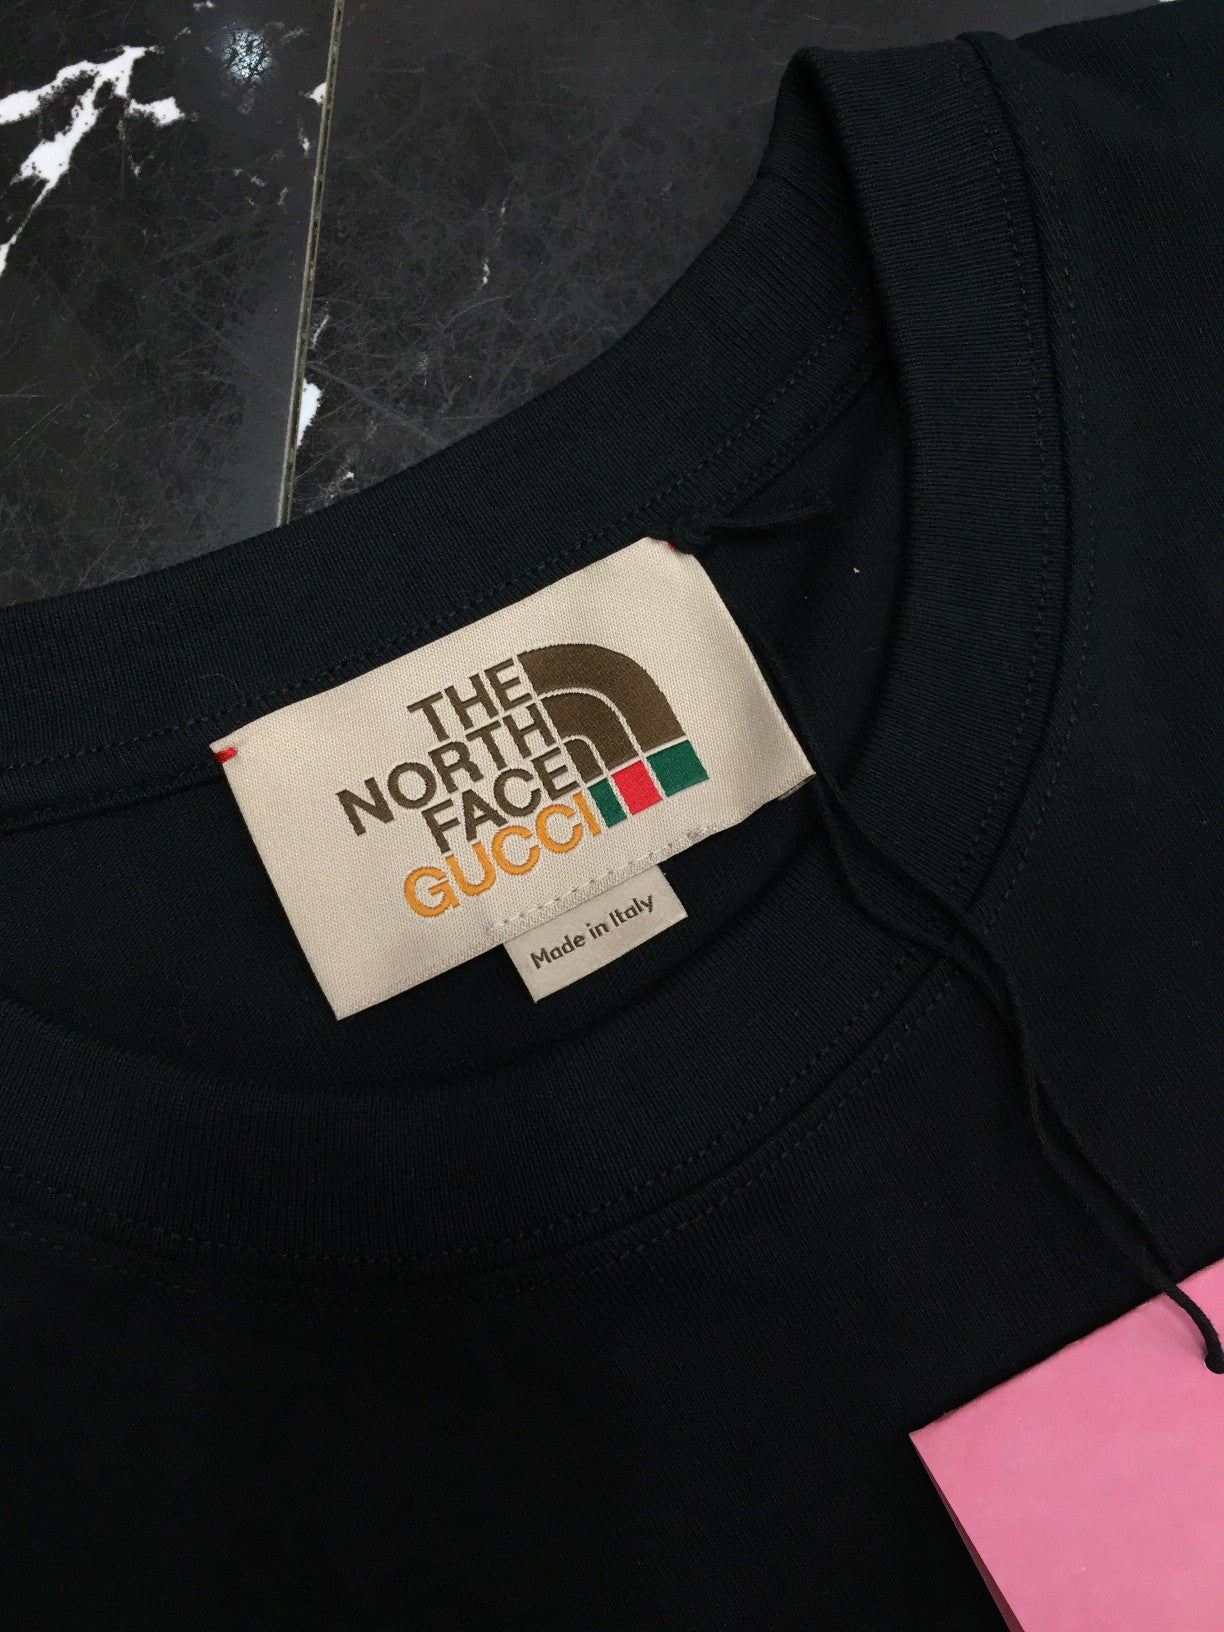 THE
NORTH
FACE
GUCCI
Made in Italy